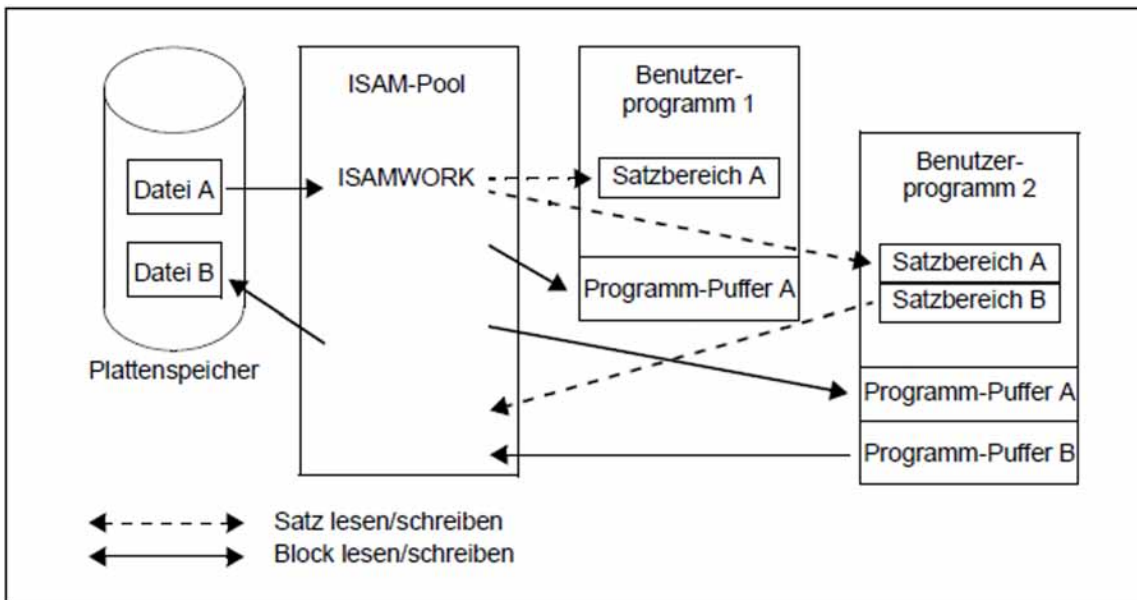 Datei A
Datei B
Plattenspeicher
ISAM-Pool
ISAMWORK
Benutzer-
programm 1
Satzbereich A
Programm-Puffer A
Benutzer-
programm 2
Satzbereich A
Satzbereich B
Programm-Puffer A
Programm-Puffer B
Satz lesen/schreiben
Block lesen/schreiben